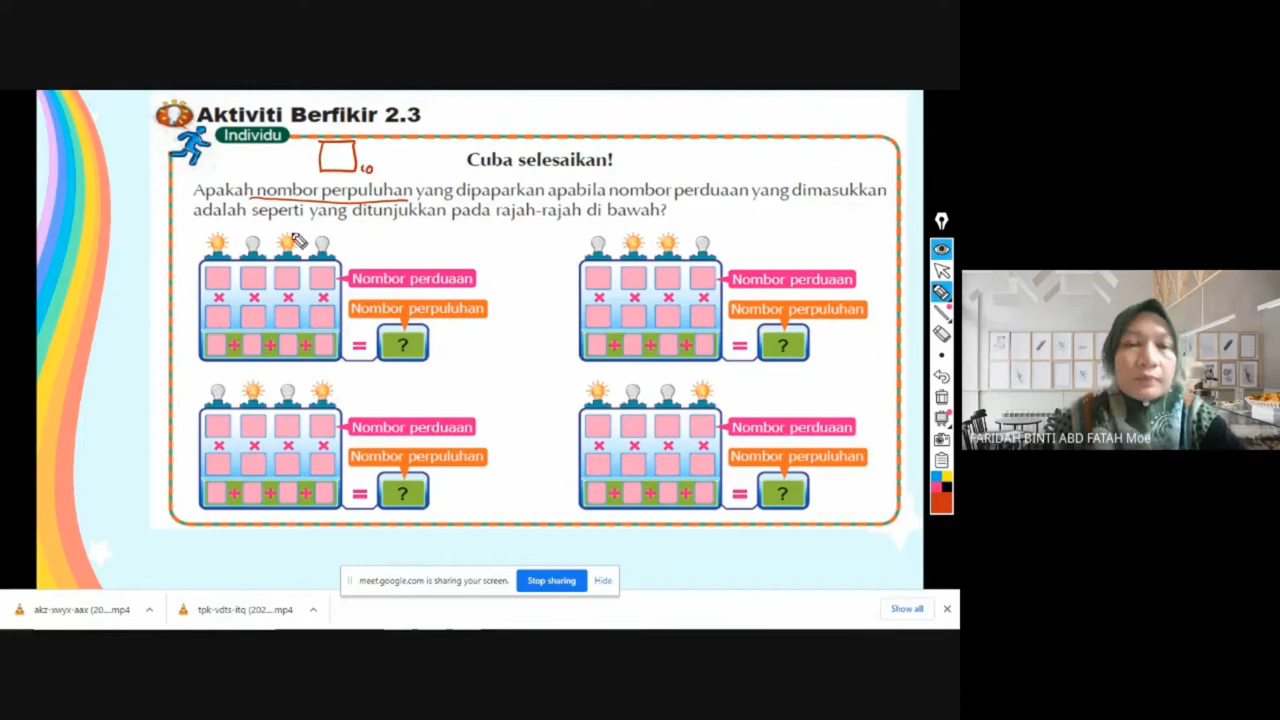 Aktiviti Berfikir 2.3
Individu
10
Cuba selesaikan!
Apakah nombor perpuluhan yang dipaparkan apabila nombor perduaan yang dimasukkan
adalah seperti yang ditunjukkan pada rajah-rajah di bawah?
Nombor perduaan
× × × ×
Nombor perpuluhan
+ + + = ?
Nombor perduaan
× × × ×
Nombor perpuluhan
+ + + = ?
Nombor perduaan
× × × ×
Nombor perpuluhan
+ + + = ?
Nombor perduaan
× × × ×
Nombor perpuluhan
+ + + = ?
FARIDAH BINTI ABD FATAH Moe
meet.google.com is sharing your screen.
Stop sharing
Hide
akz-xwyx-aax (20....mp4
tpk-vdts-itq (202....mp4
Show all